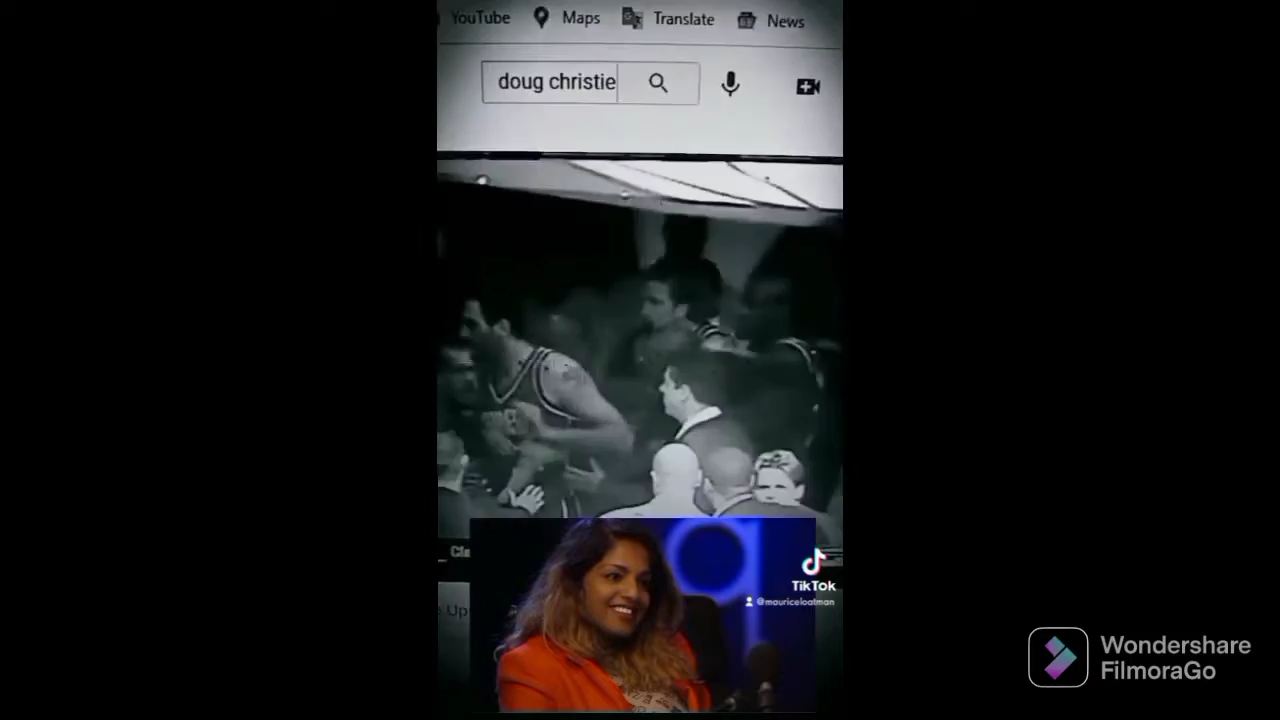 YouTube Maps Translate News
doug christie
TikTok
@mauriceloatman
Wondershare
FilmoraGo